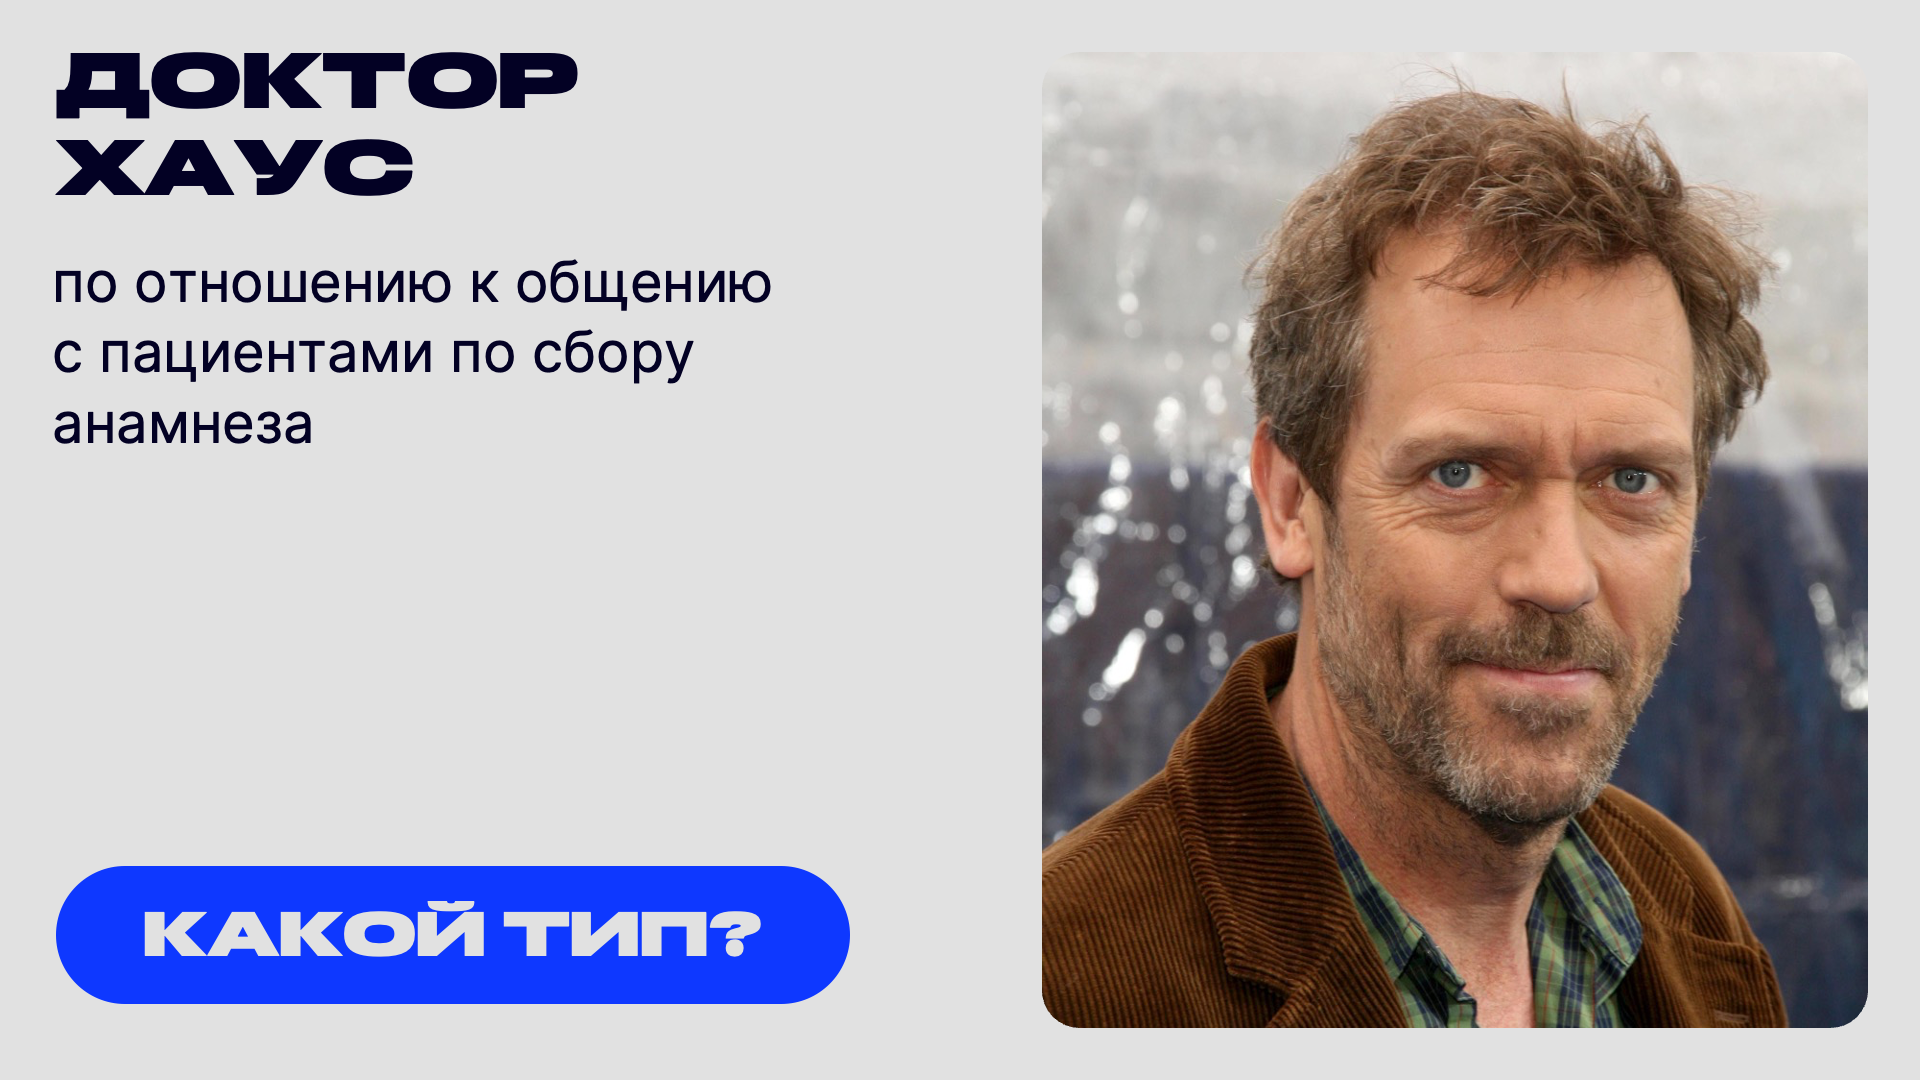 ДОКТОР
ХАУС
по отношению к общению
с пациентами по сбору
анамнеза
КАКОЙ ТИП?